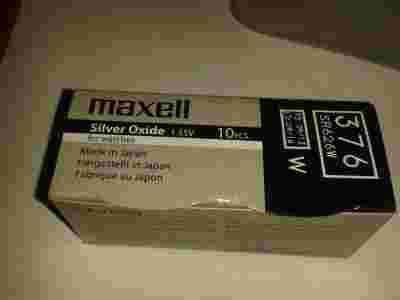 maxell
Silver Oxide 1.55V 10pcs.
for watches
Made in Japan
Hergestellt in Japan
Fabriqué au Japon
376
SR626W
W